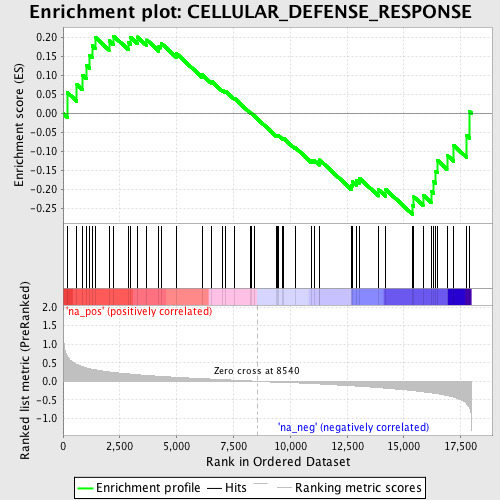 Enrichment plot: CELLULAR_DEFENSE_RESPONSE
Enrichment score (ES)
0.20
0.15
0.10
0.05
0.00
-0.05
-0.10
-0.15
-0.20
-0.25
'na_pos' (positively correlated)
Ranked list metric (PreRanked)
2.0
1.5
1.0
0.5
0.0
-0.5
-1.0
Zero cross at 8540
'na_neg' (negatively correlated)
0
2,500
5,000
7,500
10,000
12,500
15,000
17,500
Rank in Ordered Dataset
Enrichment profile
Hits
Ranking metric scores